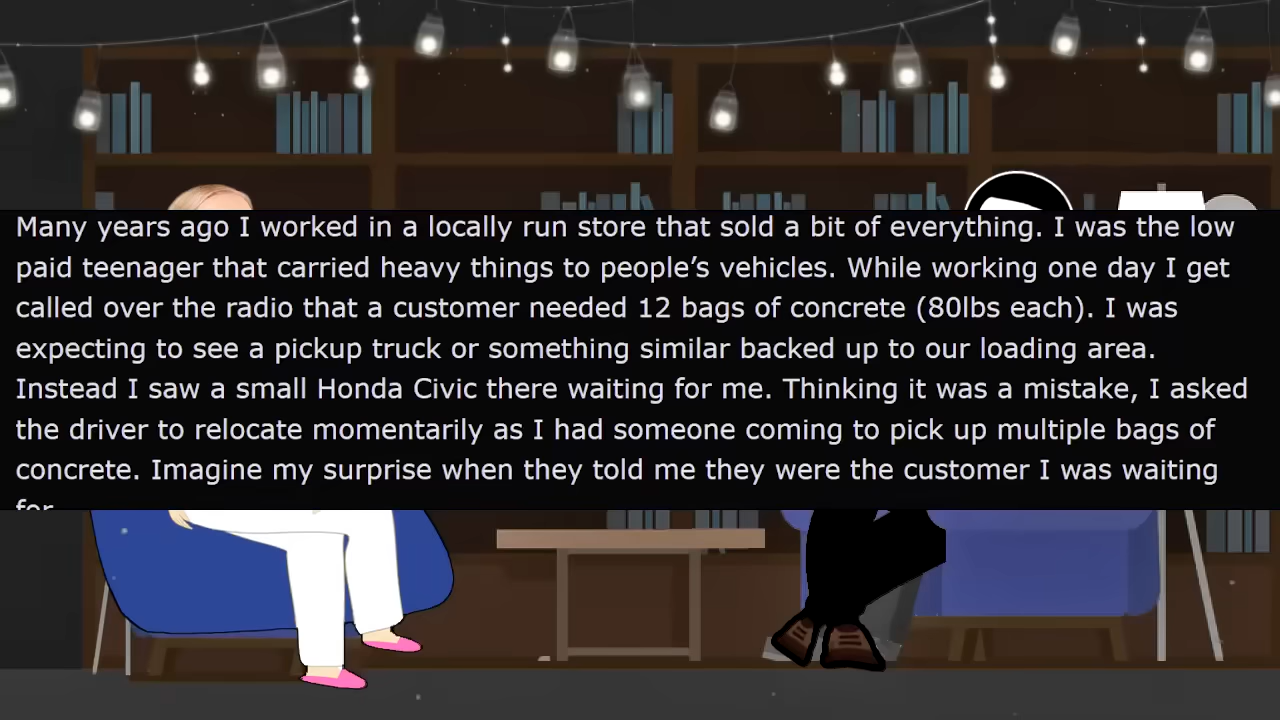 Many years ago I worked in a locally run store that sold a bit of everything. I was the low
paid teenager that carried heavy things to people’s vehicles. While working one day I get
called over the radio that a customer needed 12 bags of concrete (80lbs each). I was
expecting to see a pickup truck or something similar backed up to our loading area.
Instead I saw a small Honda Civic there waiting for me. Thinking it was a mistake, I asked
the driver to relocate momentarily as I had someone coming to pick up multiple bags of
concrete. Imagine my surprise when they told me they were the customer I was waiting
for.